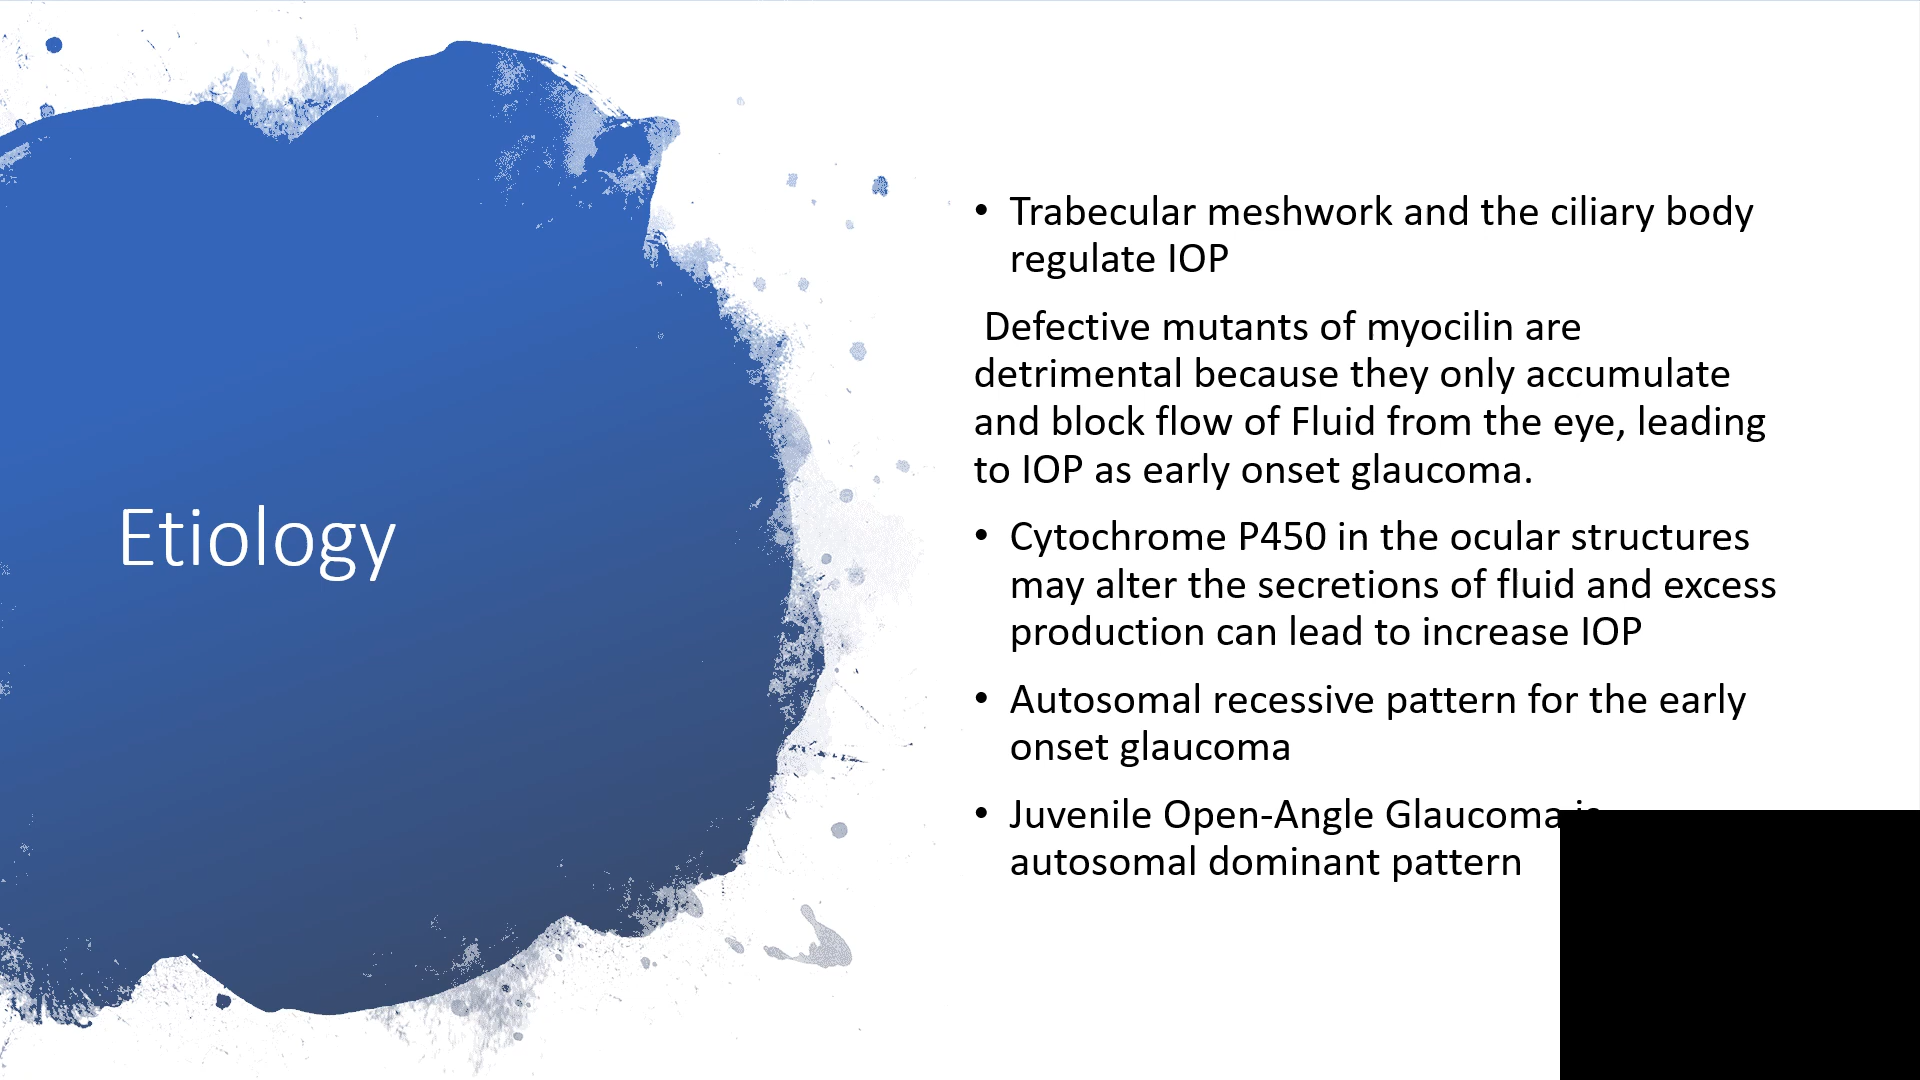 Etiology
• Trabecular meshwork and the ciliary body
regulate IOP
Defective mutants of myocilin are
detrimental because they only accumulate
and block flow of Fluid from the eye, leading
to IOP as early onset glaucoma.
• Cytochrome P450 in the ocular structures
may alter the secretions of fluid and excess
production can lead to increase IOP
• Autosomal recessive pattern for the early
onset glaucoma
• Juvenile Open-Angle Glaucoma
autosomal dominant pattern